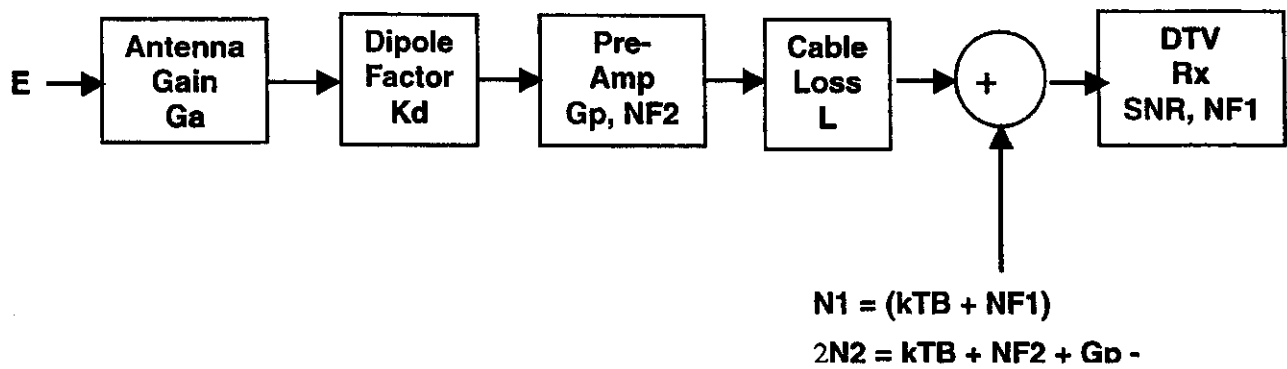 E
Antenna
Gain
Ga
Dipole
Factor
Kd
Pre-
Amp
Gp, NF2
Cable
Loss
L
+
DTV
Rx
SNR, NF1
N1 = (kTB + NF1)
2N2 = kTB + NF2 + Gp -